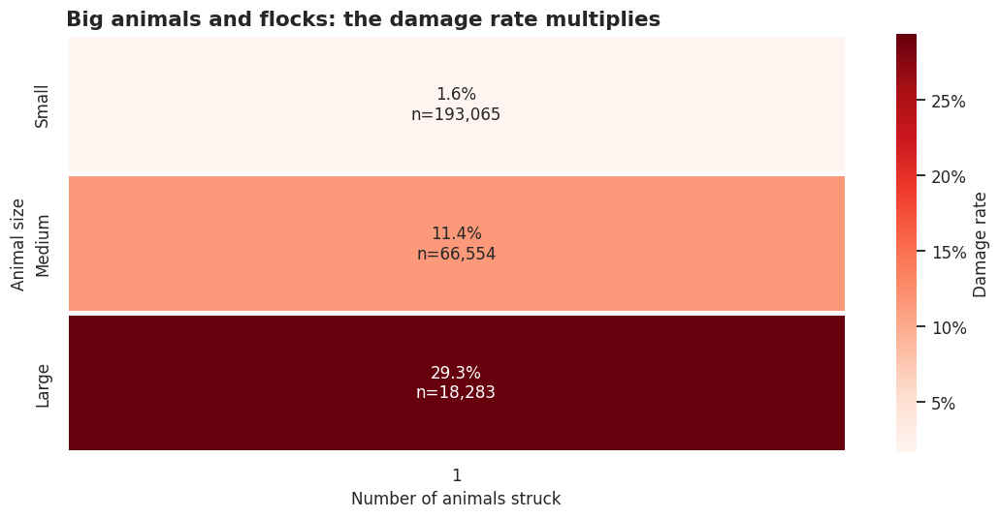 Big animals and flocks: the damage rate multiplies
Animal size
Small
1.6%
n=193,065
Medium
11.4%
n=66,554
Large
29.3%
n=18,283
1
Number of animals struck
25%
20%
15%
10%
5%
Damage rate